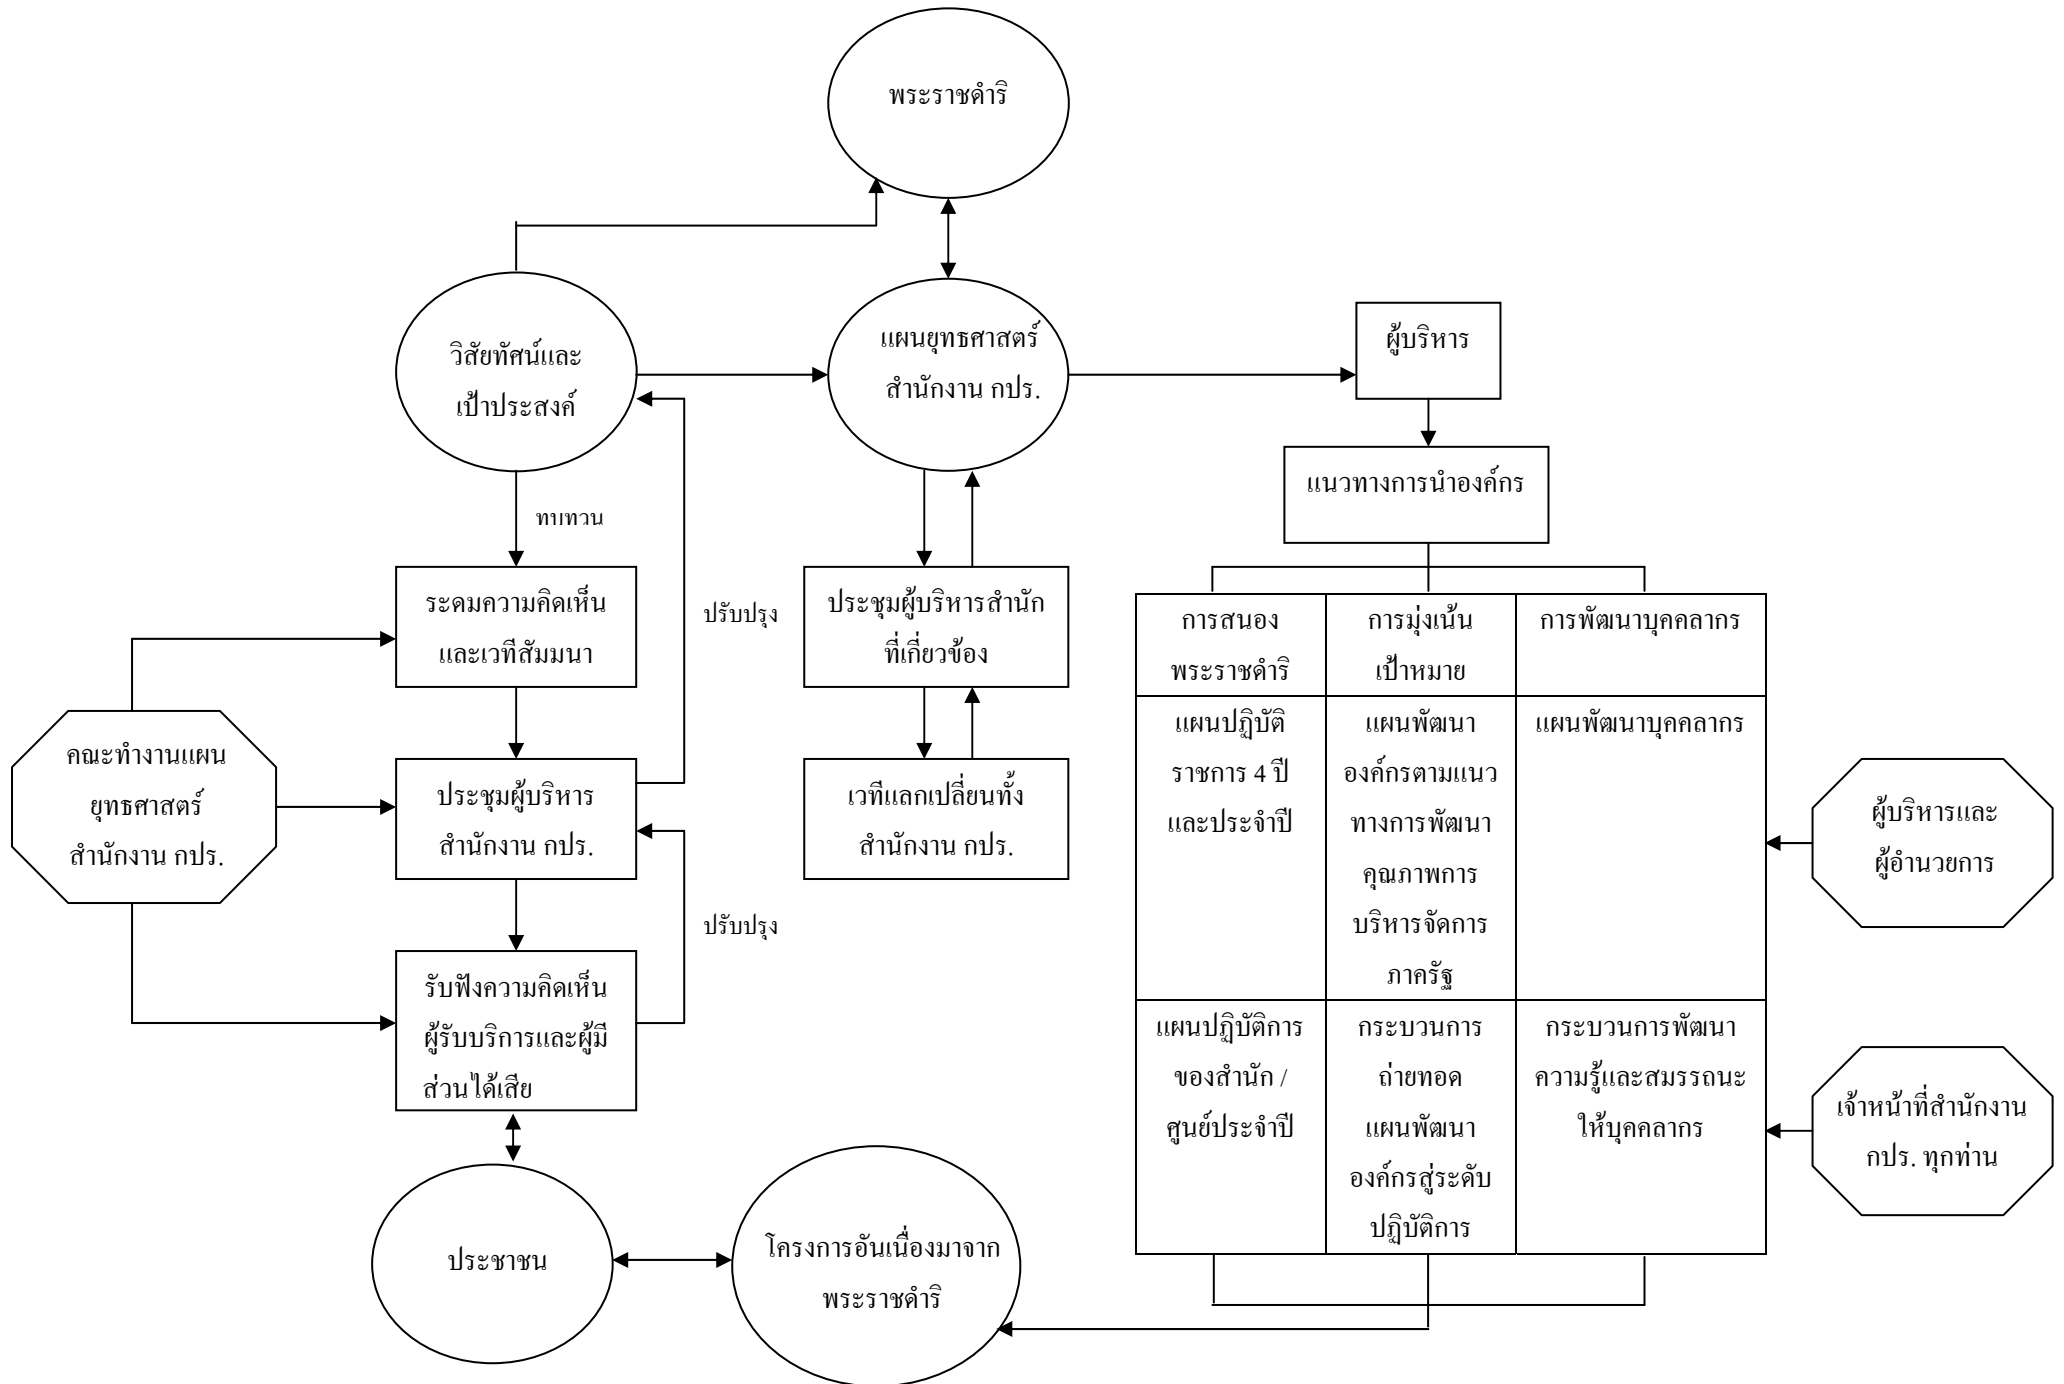 พระราชดำริ
วิสัยทัศน์และ
เป้าประสงค์
แผนยุทธศาสตร์
สำนักงาน กปร.
ผู้บริหาร
แนวทางการนำองค์กร
ทบทวน
ระดมความคิดเห็น
และเวทีสัมมนา
ปรับปรุง
ประชุมผู้บริหารสำนัก
ที่เกี่ยวข้อง
คณะทำงานแผน
ยุทธศาสตร์
สำนักงาน กปร.
ประชุมผู้บริหาร
สำนักงาน กปร.
เวทีแลกเปลี่ยนทั้ง
สำนักงาน กปร.
ปรับปรุง
รับฟังความคิดเห็น
ผู้รับบริการและผู้มี
ส่วนได้เสีย
ประชาชน
โครงการอันเนื่องมาจาก
พระราชดำริ
การสนอง
พระราชดำริ
การมุ่งเน้น
เป้าหมาย
การพัฒนาบุคคลากร
แผนปฏิบัติ
ราชการ 4 ปี
และประจำปี
แผนพัฒนา
องค์กรตามแนว
ทางการพัฒนา
คุณภาพการ
บริหารจัดการ
ภาครัฐ
แผนพัฒนาบุคคลากร
แผนปฏิบัติการ
ของสำนัก /
ศูนย์ประจำปี
กระบวนการ
ถ่ายทอด
แผนพัฒนา
องค์กรสู่ระดับ
ปฏิบัติการ
กระบวนการพัฒนา
ความรู้และสมรรถนะ
ให้บุคคลากร
ผู้บริหารและ
ผู้อำนวยการ
เจ้าหน้าที่สำนักงาน
กปร. ทุกท่าน